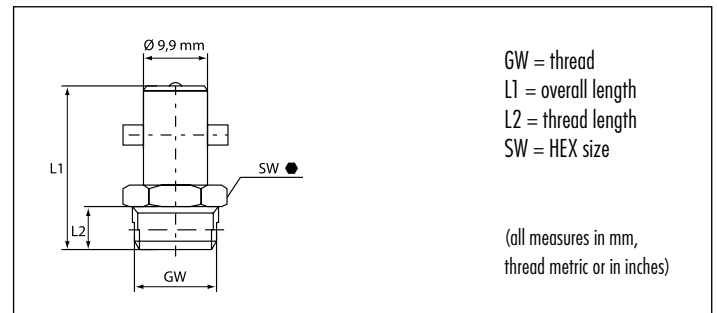 Ø 9,9 mm
L1
L2
SW
GW
GW = thread
L1 = overall length
L2 = thread length
SW = HEX size
(all measures in mm,
thread metric or in inches)